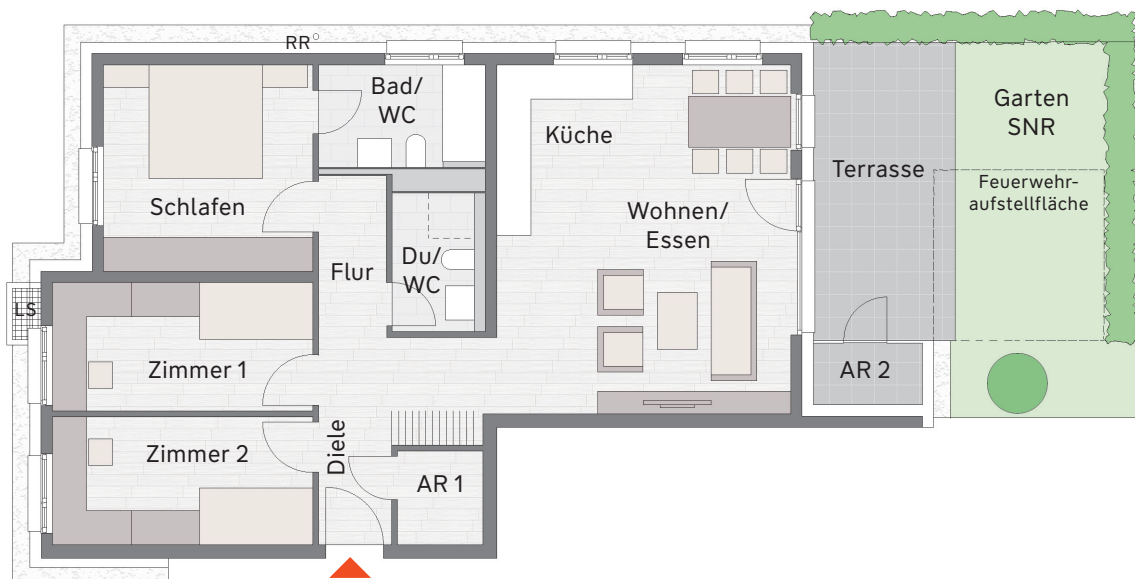 RR
Bad/
WC
Küche
Garten
SNR
Terrasse
Feuerwehr-
aufstellfläche
Schlafen
Wohnen/
Essen
Du/
WC
Flur
LS
Zimmer 1
AR 2
Zimmer 2
Diele
AR 1